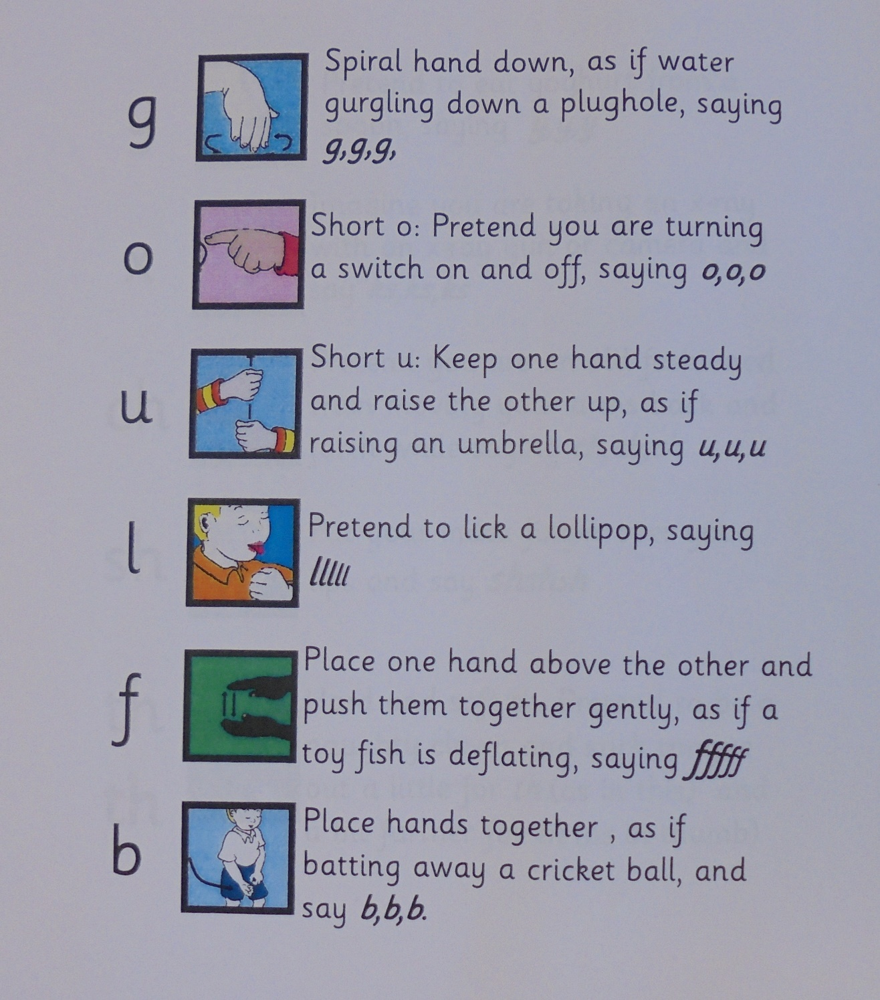 g
Spiral hand down, as if water
gurgling down a plughole, saying
g,g,g,
o
Short o: Pretend you are turning
a switch on and off, saying o,o,o
u
Short u: Keep one hand steady
and raise the other up, as if
raising an umbrella, saying u,u,u
l
Pretend to lick a lollipop, saying
lllll
f
Place one hand above the other and
push them together gently, as if a
toy fish is deflating, saying fffff
b
Place hands together , as if
batting away a cricket ball, and
say b,b,b.